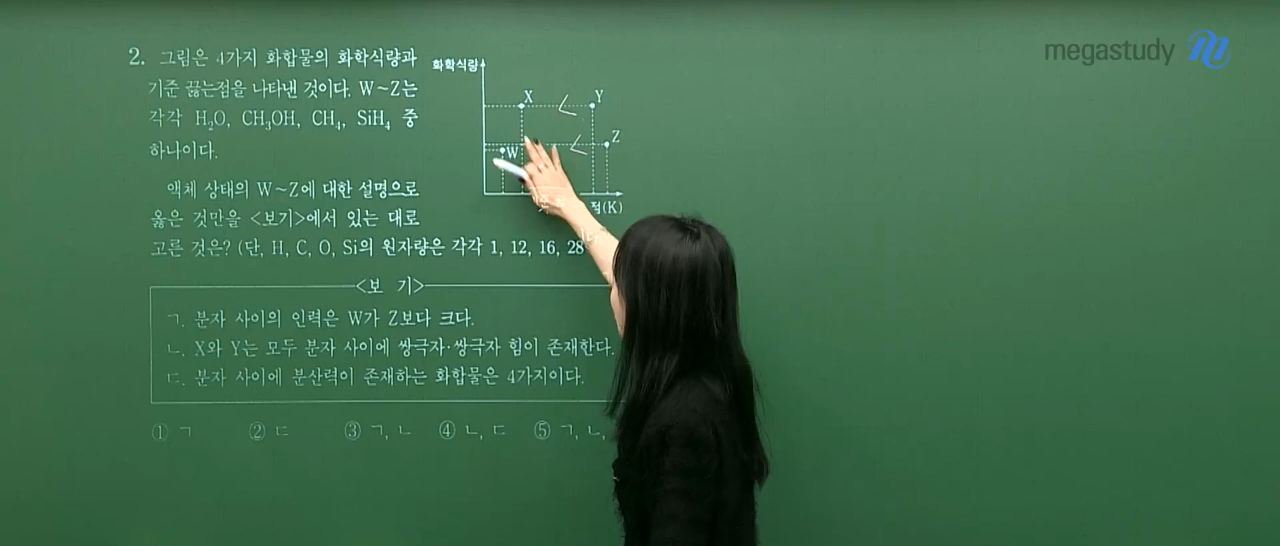 megastudy
2. 그림은 4가지 화합물의 화학식량과
기준 끓는점을 나타낸 것이다. W~Z는
각각 H₂O, CH₃OH, CH₄, SiH₄ 중
하나이다.
화학식량
X
Y
Z
W
점(K)
액체 상태의 W~Z에 대한 설명으로
옳은 것만을 <보기>에서 있는 대로
고른 것은? (단, H, C, O, Si의 원자량은 각각 1, 12, 16, 28
<보 기>
ㄱ. 분자 사이의 인력은 W가 Z보다 크다.
ㄴ. X와 Y는 모두 분자 사이에 쌍극자·쌍극자 힘이 존재한다.
ㄷ. 분자 사이에 분산력이 존재하는 화합물은 4가지이다.
① ㄱ ② ㄷ ③ ㄱ, ㄴ ④ ㄴ, ㄷ ⑤ ㄱ, ㄴ,